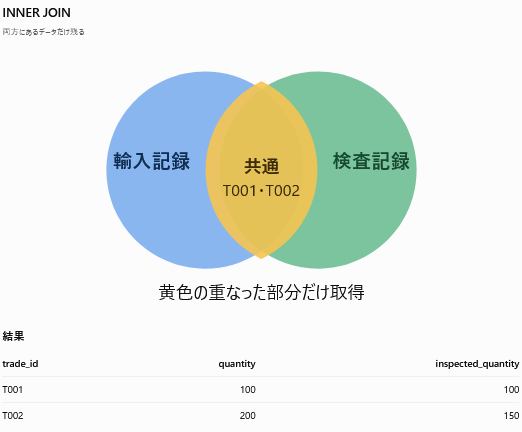 INNER JOIN
両方にあるデータだけ残る
輸入記録
共通
検査記録
T001・T002
黄色の重なった部分だけ取得
結果
trade_id quantity inspected_quantity
T001 100 100
T002 200 150